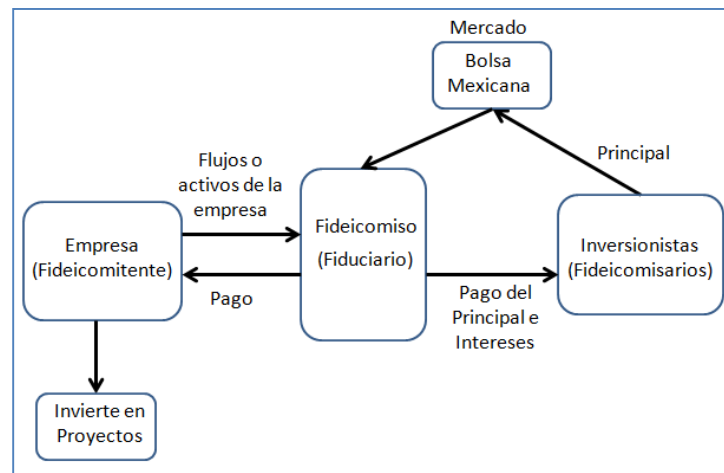 Mercado
Bolsa
Mexicana
Principal
Flujos o
activos de la
empresa
Empresa
(Fideicomitente)
Fideicomiso
(Fiduciario)
Inversionistas
(Fideicomisarios)
Pago
Pago del
Principal e
Intereses
Invierte en
Proyectos